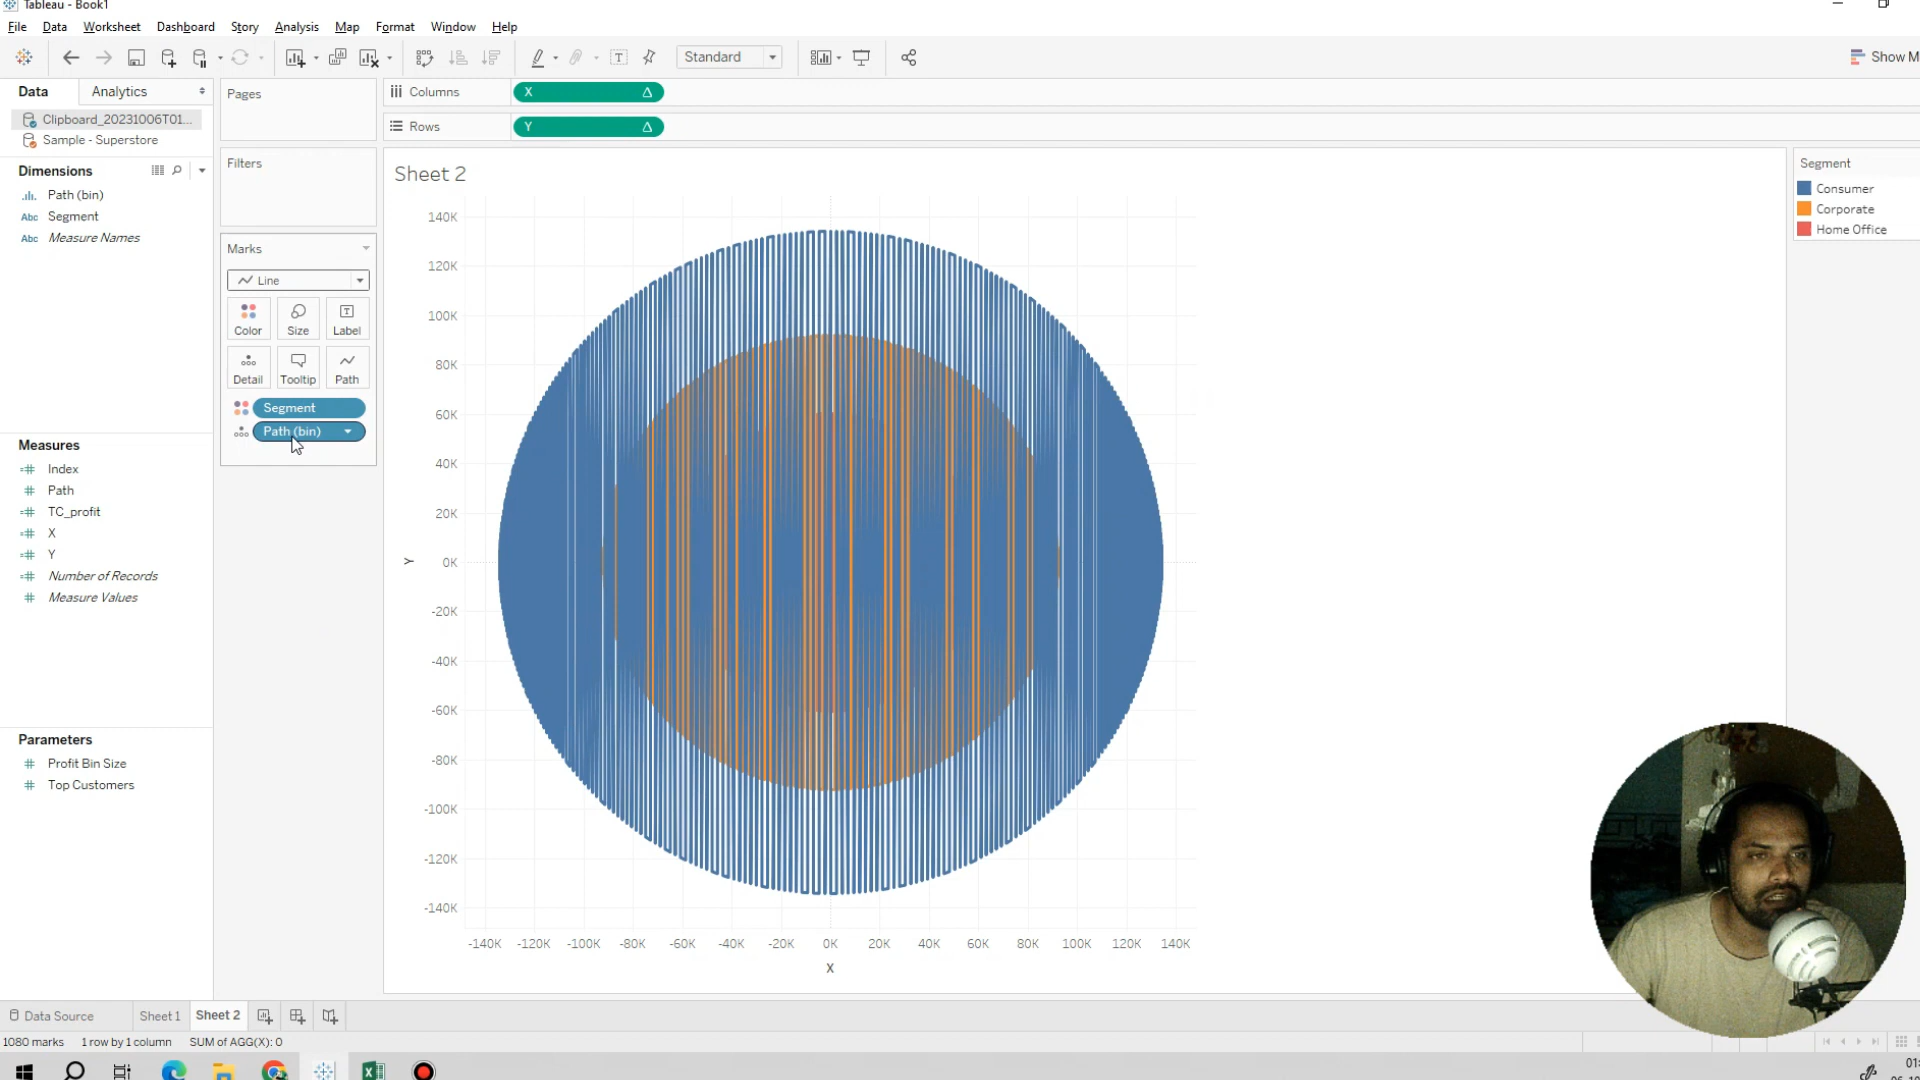 Tableau - Book1
File Data Worksheet Dashboard Story Analysis Map Format Window Help
Standard
Show M
Data Analytics
Clipboard_20231006T01...
Sample - Superstore
Dimensions
Path (bin)
Abc Segment
Abc Measure Names
Measures
Index
Path
TC_profit
X
Y
Number of Records
Measure Values
Parameters
Profit Bin Size
Top Customers
Pages
Filters
Marks
Line
Color Size Label
Detail Tooltip Path
Segment
Path (bin)
Columns X
Rows Y
Sheet 2
140K
120K
100K
80K
60K
40K
20K
0K
-20K
-40K
-60K
-80K
-100K
-120K
-140K
Y
-140K -120K -100K -80K -60K -40K -20K 0K 20K 40K 60K 80K 100K 120K 140K
X
Segment
Consumer
Corporate
Home Office
Data Source Sheet 1 Sheet 2
1080 marks 1 row by 1 column SUM of AGG(X): 0